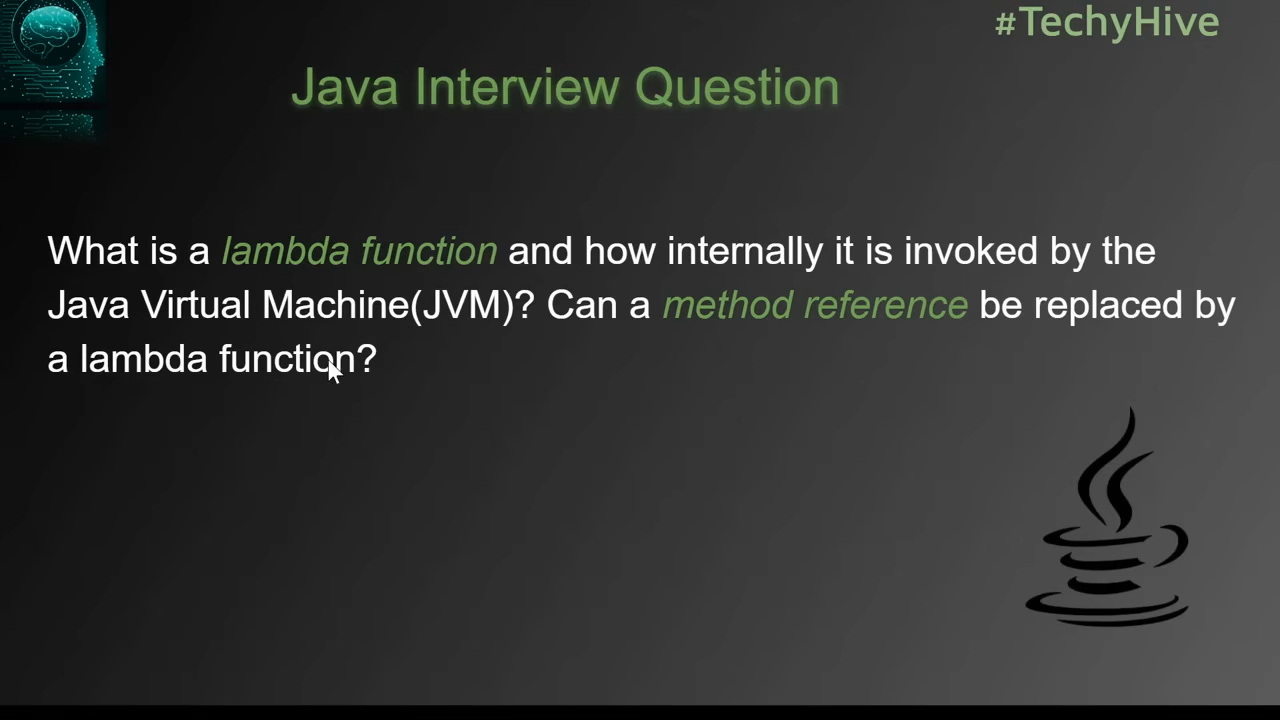 #TechyHive
Java Interview Question
What is a lambda function and how internally it is invoked by the
Java Virtual Machine(JVM)? Can a method reference be replaced by
a lambda function?